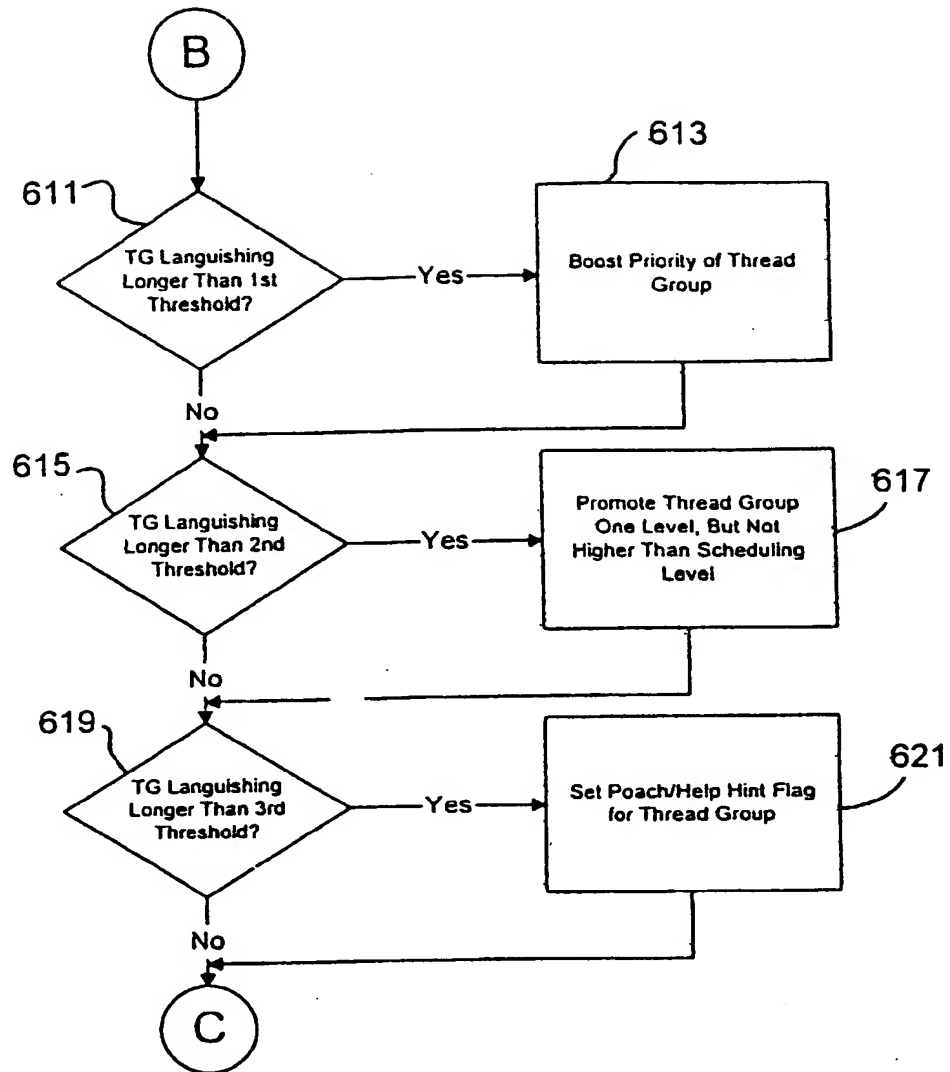 B
613
611
TG Languishing
Longer Than 1st
Threshold?
Yes
Boost Priority of Thread
Group
No
615
TG Languishing
Longer Than 2nd
Threshold?
Yes
Promote Thread Group
One Level, But Not
Higher Than Scheduling
Level
617
No
619
TG Languishing
Longer Than 3rd
Threshold?
Yes
Set Poach/Help Hint Flag
for Thread Group
621
No
C